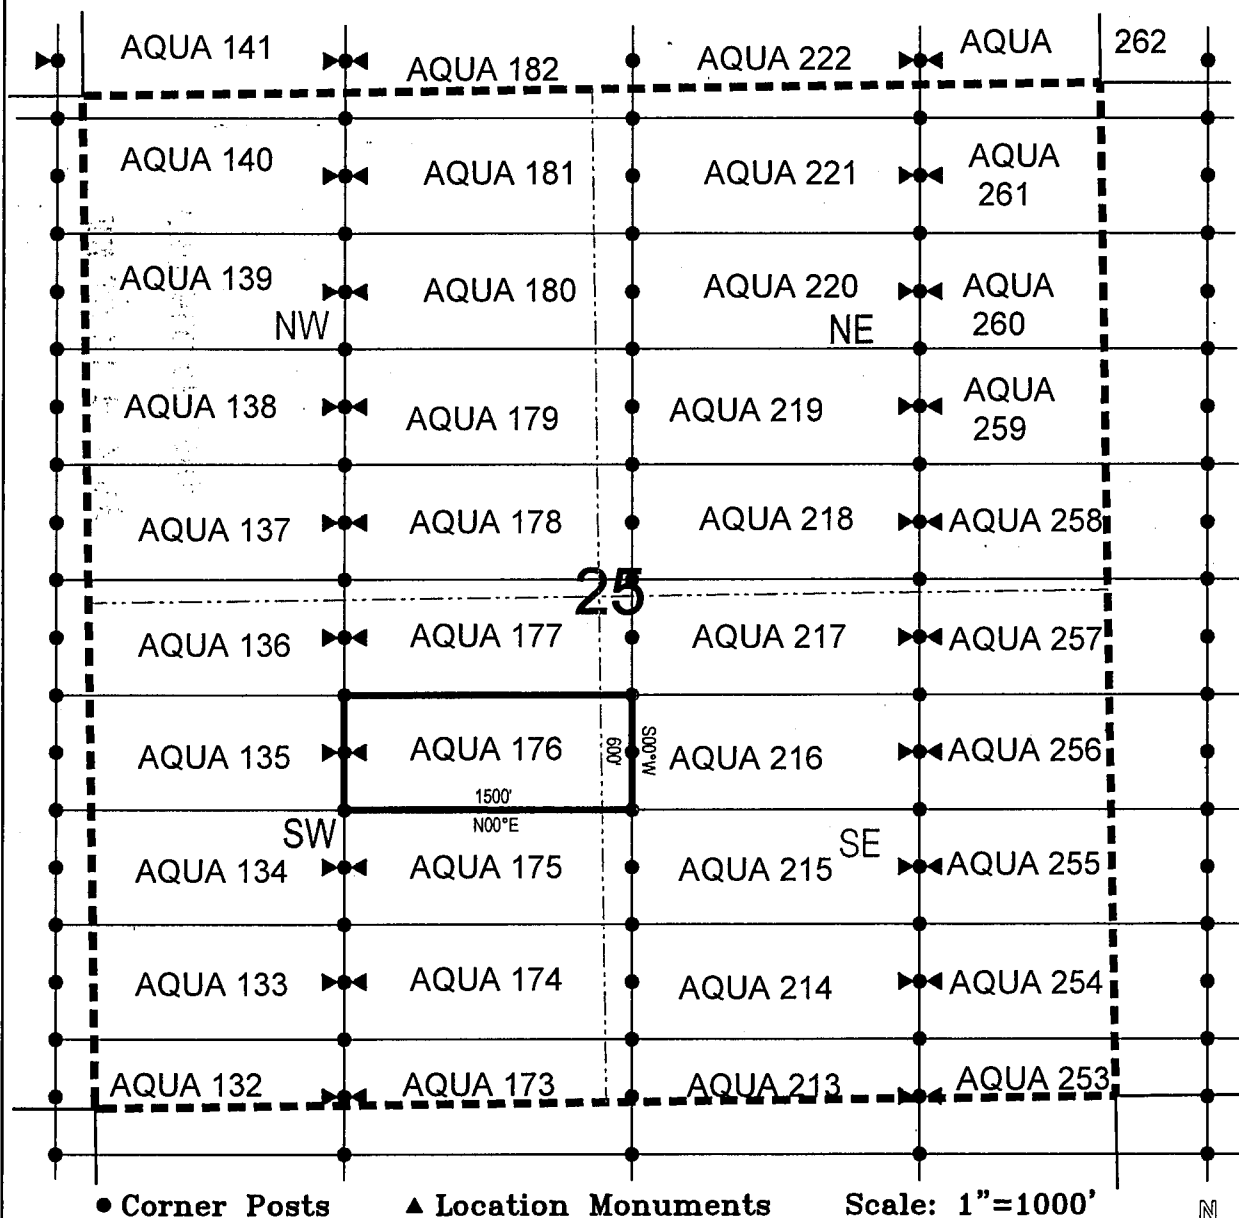 AQUA 141
AQUA 182
AQUA 222
AQUA 262
AQUA 140
AQUA 181
AQUA 221
AQUA
261
AQUA 139
AQUA 180
AQUA 220
AQUA
260
NW
NE
AQUA 138
AQUA 179
AQUA 219
AQUA
259
AQUA 137
AQUA 178
AQUA 218
AQUA 258
25
AQUA 136
AQUA 177
AQUA 217
AQUA 257
AQUA 135
AQUA 176
600'
S00°W
AQUA 216
AQUA 256
1500'
N00°E
SW
SE
AQUA 134
AQUA 175
AQUA 215
AQUA 255
AQUA 133
AQUA 174
AQUA 214
AQUA 254
AQUA 132
AQUA 173
AQUA 213
AQUA 253
● Corner Posts ▲ Location Monuments Scale: 1"=1000' N